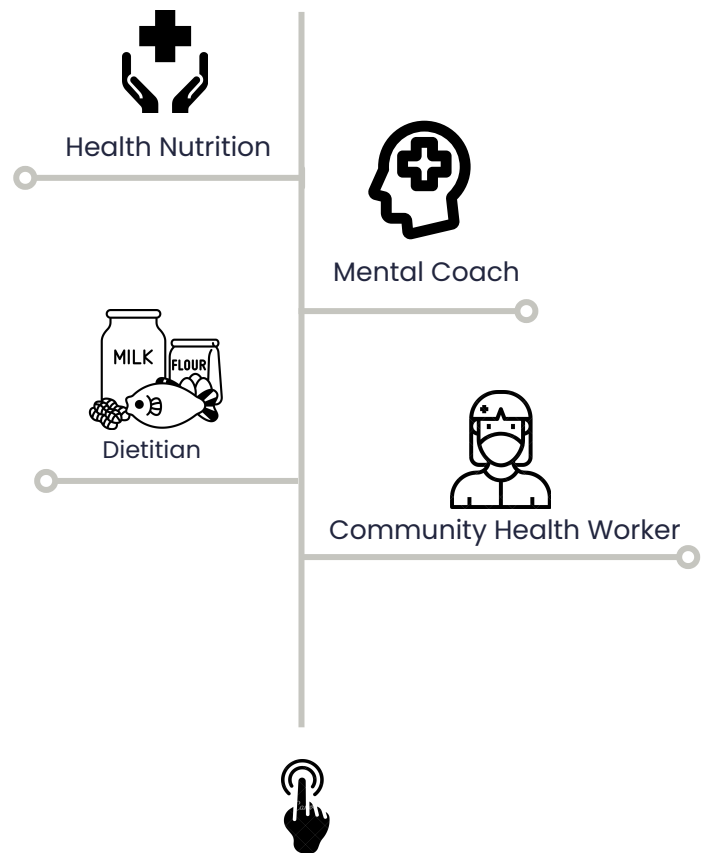 Health Nutrition
Mental Coach
MILK
FLOUR
Dietitian
Community Health Worker